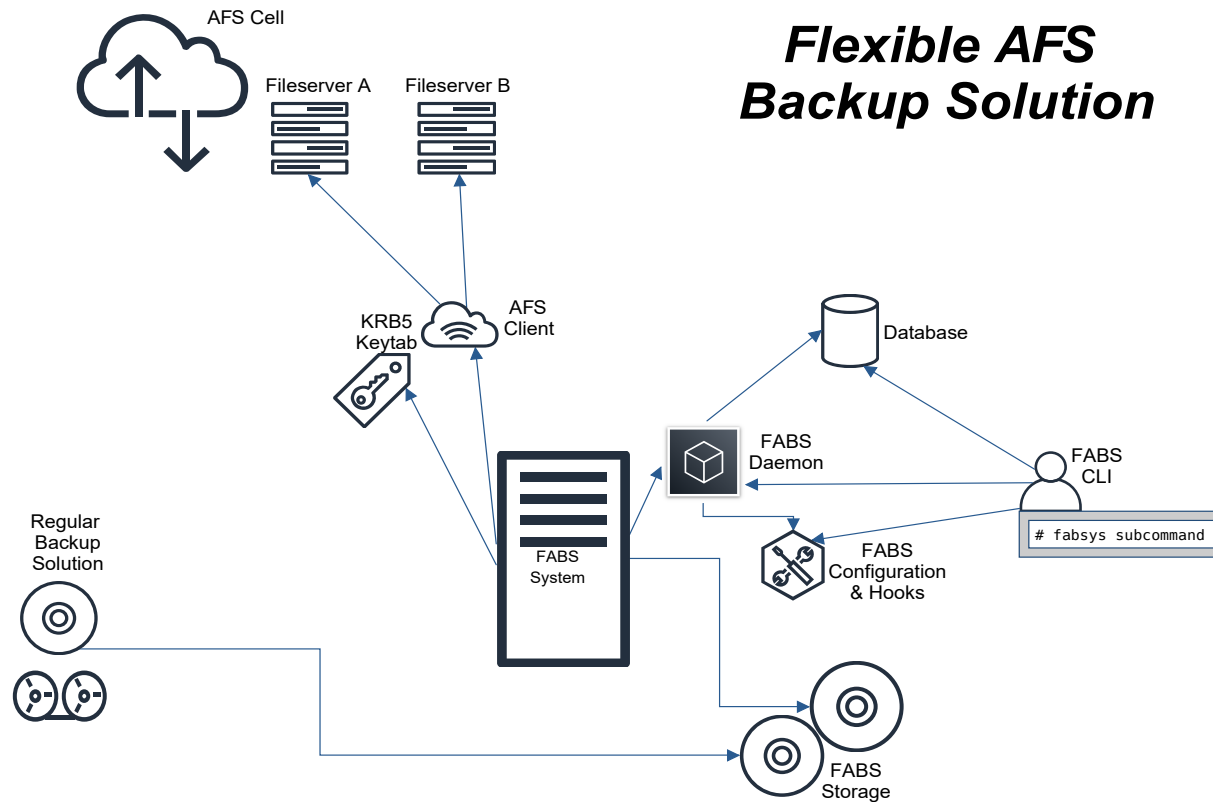 AFS Cell
Flexible AFS
Backup Solution
Fileserver A
Fileserver B
AFS
Client
KRB5
Keytab
Database
FABS
Daemon
FABS
CLI
# fabsys subcommand
Regular
Backup
Solution
FABS
System
FABS
Configuration
& Hooks
FABS
Storage